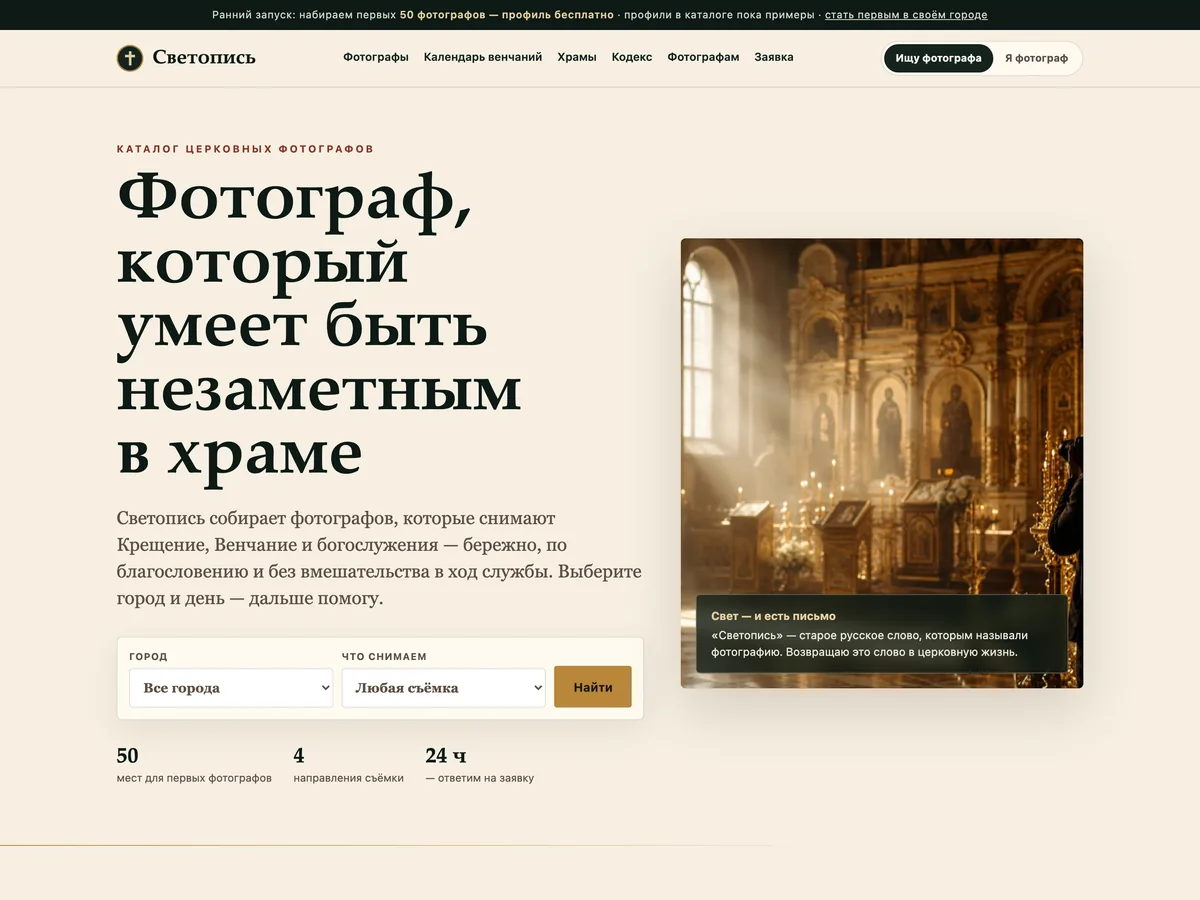 Ранний запуск: набираем первых 50 фотографов — профиль бесплатно · профили в каталоге пока примеры · стать первым в своём городе
Светопись
Фотографы Календарь венчаний Храмы Кодекс Фотографам Заявка
Ищу фотографа Я фотограф
КАТАЛОГ ЦЕРКОВНЫХ ФОТОГРАФОВ
Фотограф,
который
умеет быть
незаметным
в храме
Светопись собирает фотографов, которые снимают
Крещение, Венчание и богослужения — бережно, по
благословению и без вмешательства в ход службы. Выберите
город и день — дальше помогу.
ГОРОД
Все города
ЧТО СНИМАЕМ
Любая съёмка
Найти
50
мест для первых фотографов
4
направления съёмки
24 ч
— ответим на заявку
Свет — и есть письмо
«Светопись» — старое русское слово, которым называли
фотографию. Возвращаю это слово в церковную жизнь.